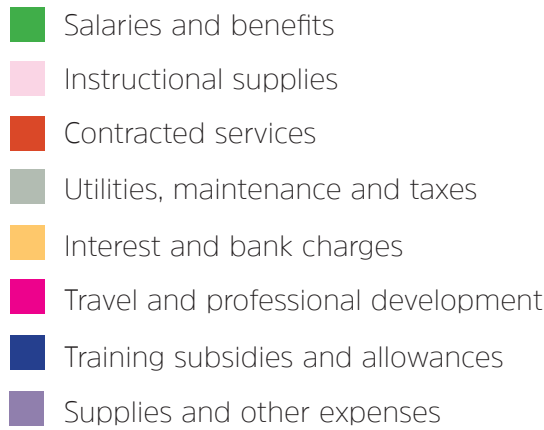 Salaries and benefits
Instructional supplies
Contracted services
Utilities, maintenance and taxes
Interest and bank charges
Travel and professional development
Training subsidies and allowances
Supplies and other expenses